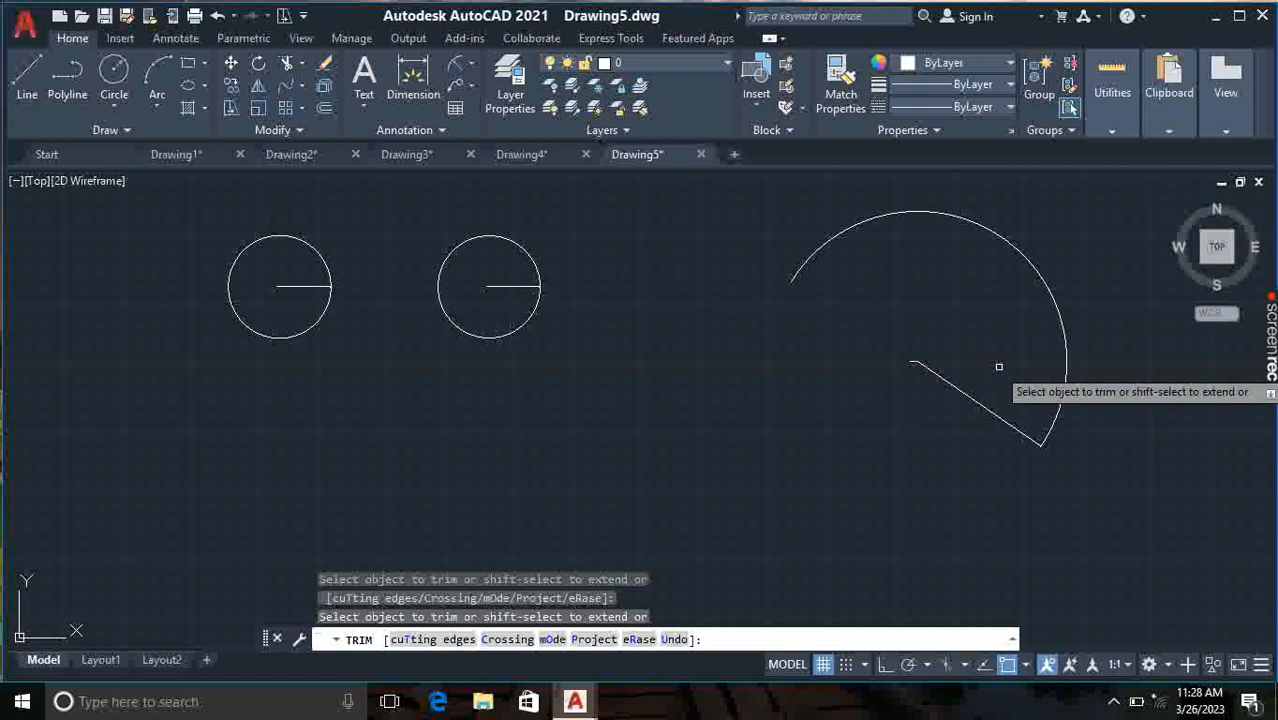 Autodesk AutoCAD 2021 Drawing5.dwg
Type a keyword or phrase
Sign In
Home Insert Annotate Parametric View Manage Output Add-ins Collaborate Express Tools Featured Apps
Line Polyline Circle Arc
Text Dimension
Layer Properties
0
Insert
Match Properties
ByLayer
ByLayer
ByLayer
Group
Utilities
Clipboard
View
Draw Modify Annotation Layers Block Properties Groups
Start Drawing1* Drawing2* Drawing3* Drawing4* Drawing5*
[−][Top][2D Wireframe]
N
W TOP E
S
WCS
screenrec
Select object to trim or shift-select to extend or
Y
X
Select object to trim or shift-select to extend or
[cuTting edges/Crossing/mOde/Project/eRase]:
Select object to trim or shift-select to extend or
TRIM [cuTting edges Crossing mOde Project eRase Undo]:
Model Layout1 Layout2 +
MODEL
1:1
Type here to search
11:28 AM
3/26/2023
1